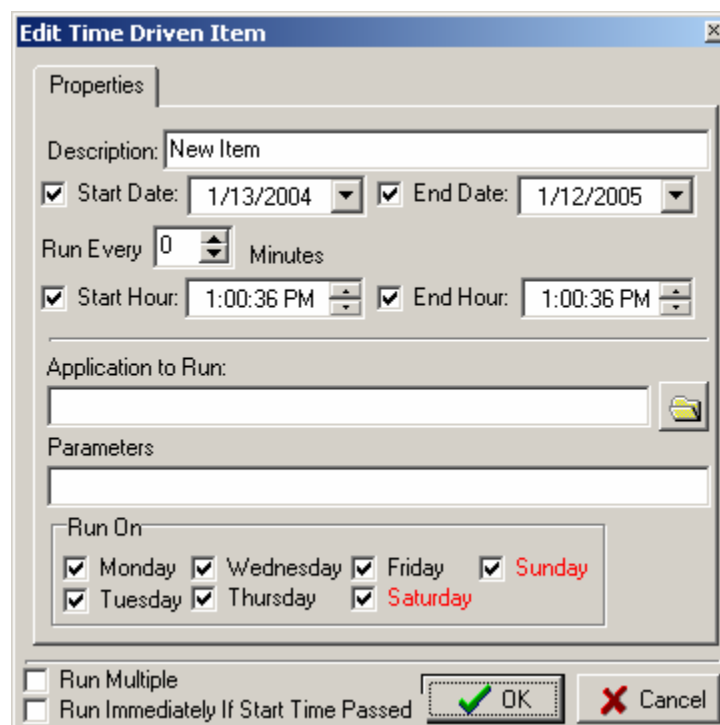 Edit Time Driven Item
Properties
Description: New Item
Start Date: 1/13/2004 End Date: 1/12/2005
Run Every 0 Minutes
Start Hour: 1:00:36 PM End Hour: 1:00:36 PM
Application to Run:
Parameters
Run On
Monday Wednesday Friday Sunday
Tuesday Thursday Saturday
Run Multiple
Run Immediately If Start Time Passed OK Cancel